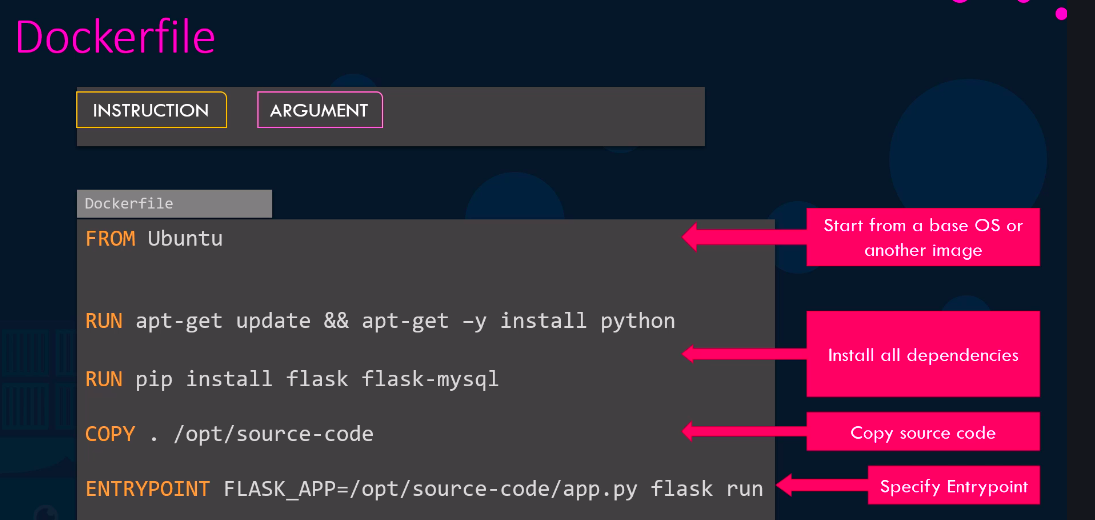 Dockerfile
INSTRUCTION ARGUMENT
Dockerfile
FROM Ubuntu
Start from a base OS or
another image
RUN apt-get update && apt-get –y install python
RUN pip install flask flask-mysql
Install all dependencies
COPY . /opt/source-code
Copy source code
ENTRYPOINT FLASK_APP=/opt/source-code/app.py flask run
Specify Entrypoint